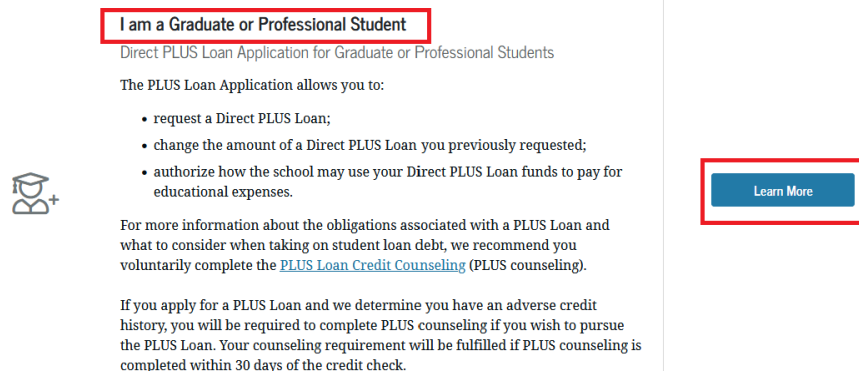 I am a Graduate or Professional Student
Direct PLUS Loan Application for Graduate or Professional Students
The PLUS Loan Application allows you to:
• request a Direct PLUS Loan;
• change the amount of a Direct PLUS Loan you previously requested;
• authorize how the school may use your Direct PLUS Loan funds to pay for
educational expenses.
Learn More
For more information about the obligations associated with a PLUS Loan and
what to consider when taking on student loan debt, we recommend you
voluntarily complete the PLUS Loan Credit Counseling (PLUS counseling).
If you apply for a PLUS Loan and we determine you have an adverse credit
history, you will be required to complete PLUS counseling if you wish to pursue
the PLUS Loan. Your counseling requirement will be fulfilled if PLUS counseling is
completed within 30 days of the credit check.